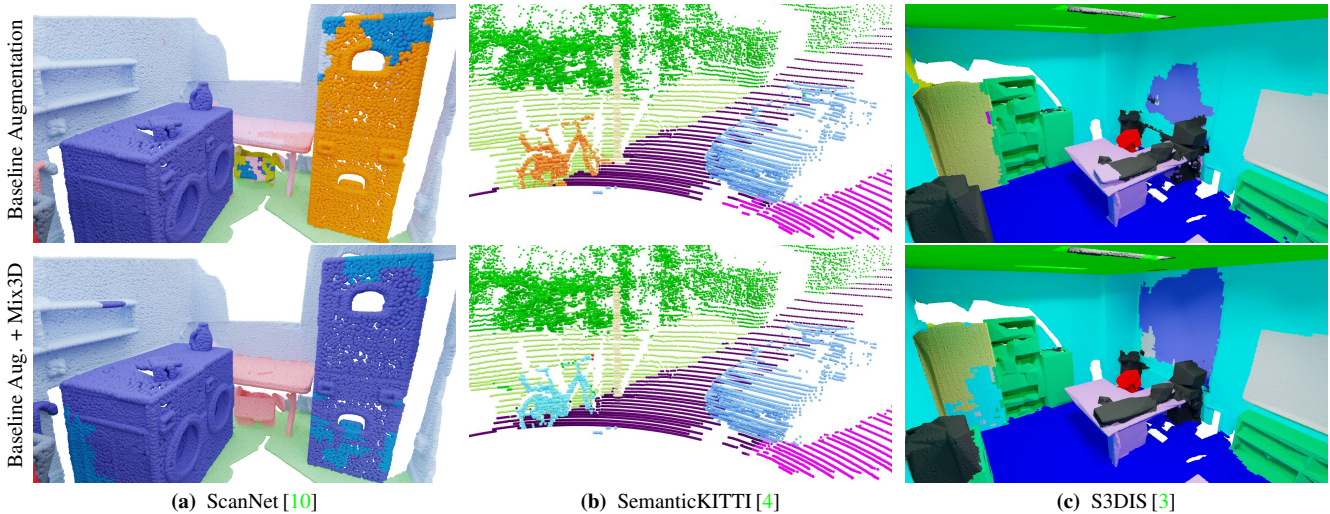 Baseline Augmentation
Baseline Aug. + Mix3D
(a) ScanNet [10]
(b) SemanticKITTI [4]
(c) S3DIS [3]